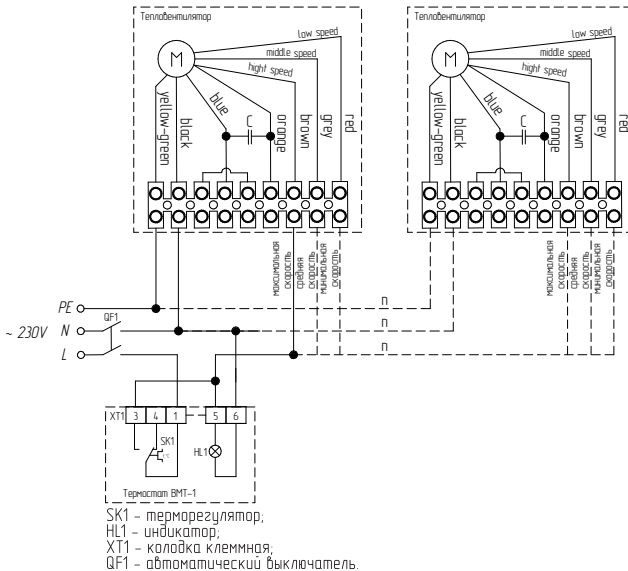 Тепловентилятор
Тепловентилятор
low speed
low speed
middle speed
middle speed
hight speed
hight speed
M
M
yellow-green
black
blue
C
orange
brown
grey
red
yellow-green
black
blue
C
orange
brown
grey
red
максимальная
скорость
средняя
скорость
минимальная
скорость
максимальная
скорость
средняя
скорость
минимальная
скорость
PE
n
~ 230V
N
QF1
n
L
n
XT1
3
4
1
5
6
SK1
t°C
HL1
Термостат ВМТ-1
SK1 - терморегулятор;
HL1 - индикатор;
XT1 - колодка клеммная;
QF1 - автоматический выключатель.